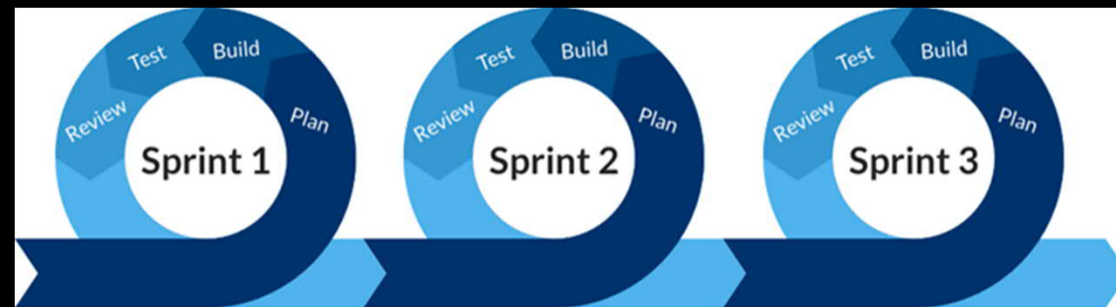 Test
Build
Review
Plan
Sprint 1
Test
Build
Review
Plan
Sprint 2
Test
Build
Review
Plan
Sprint 3